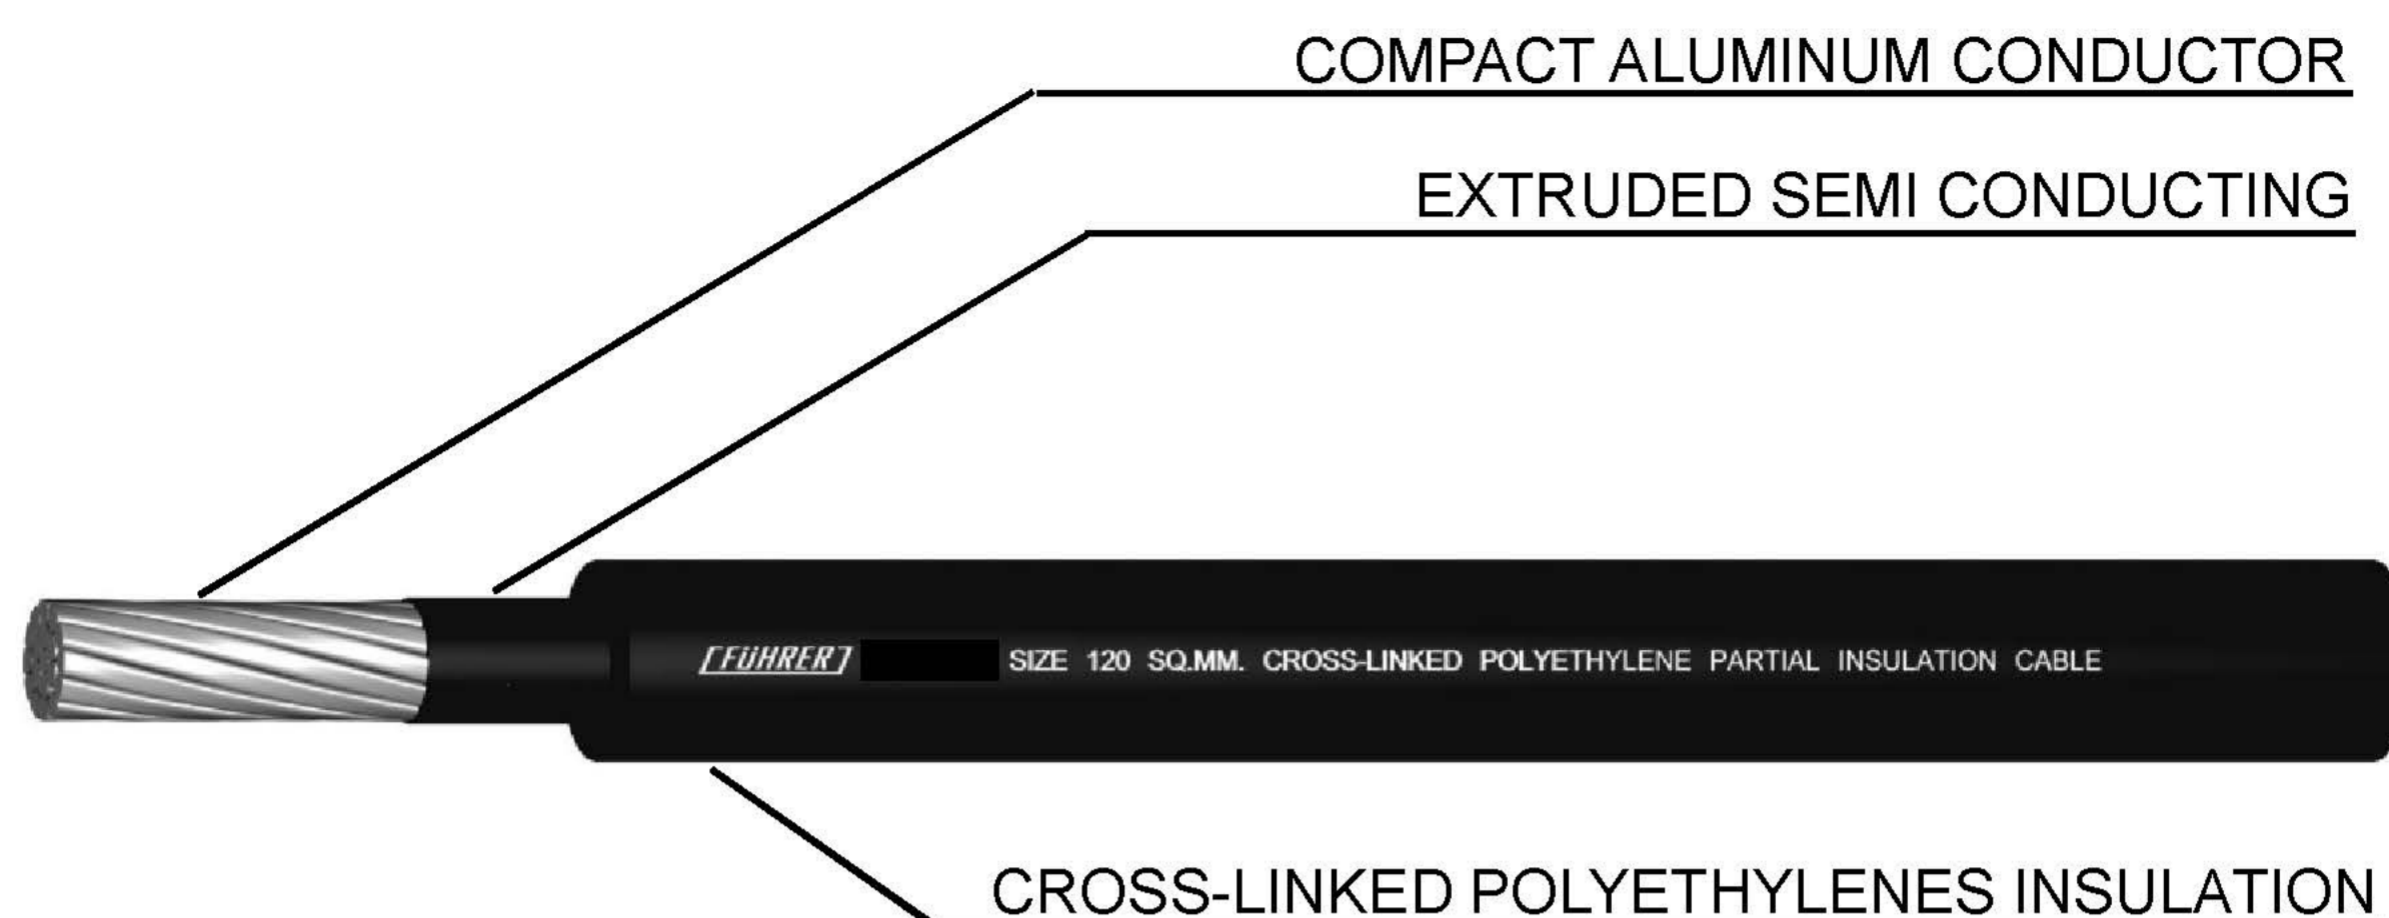 COMPACT ALUMINUM CONDUCTOR
EXTRUDED SEMI CONDUCTING
FÜHRER SIZE 120 SQ.MM. CROSS-LINKED POLYETHYLENE PARTIAL INSULATION CABLE
CROSS-LINKED POLYETHYLENES INSULATION